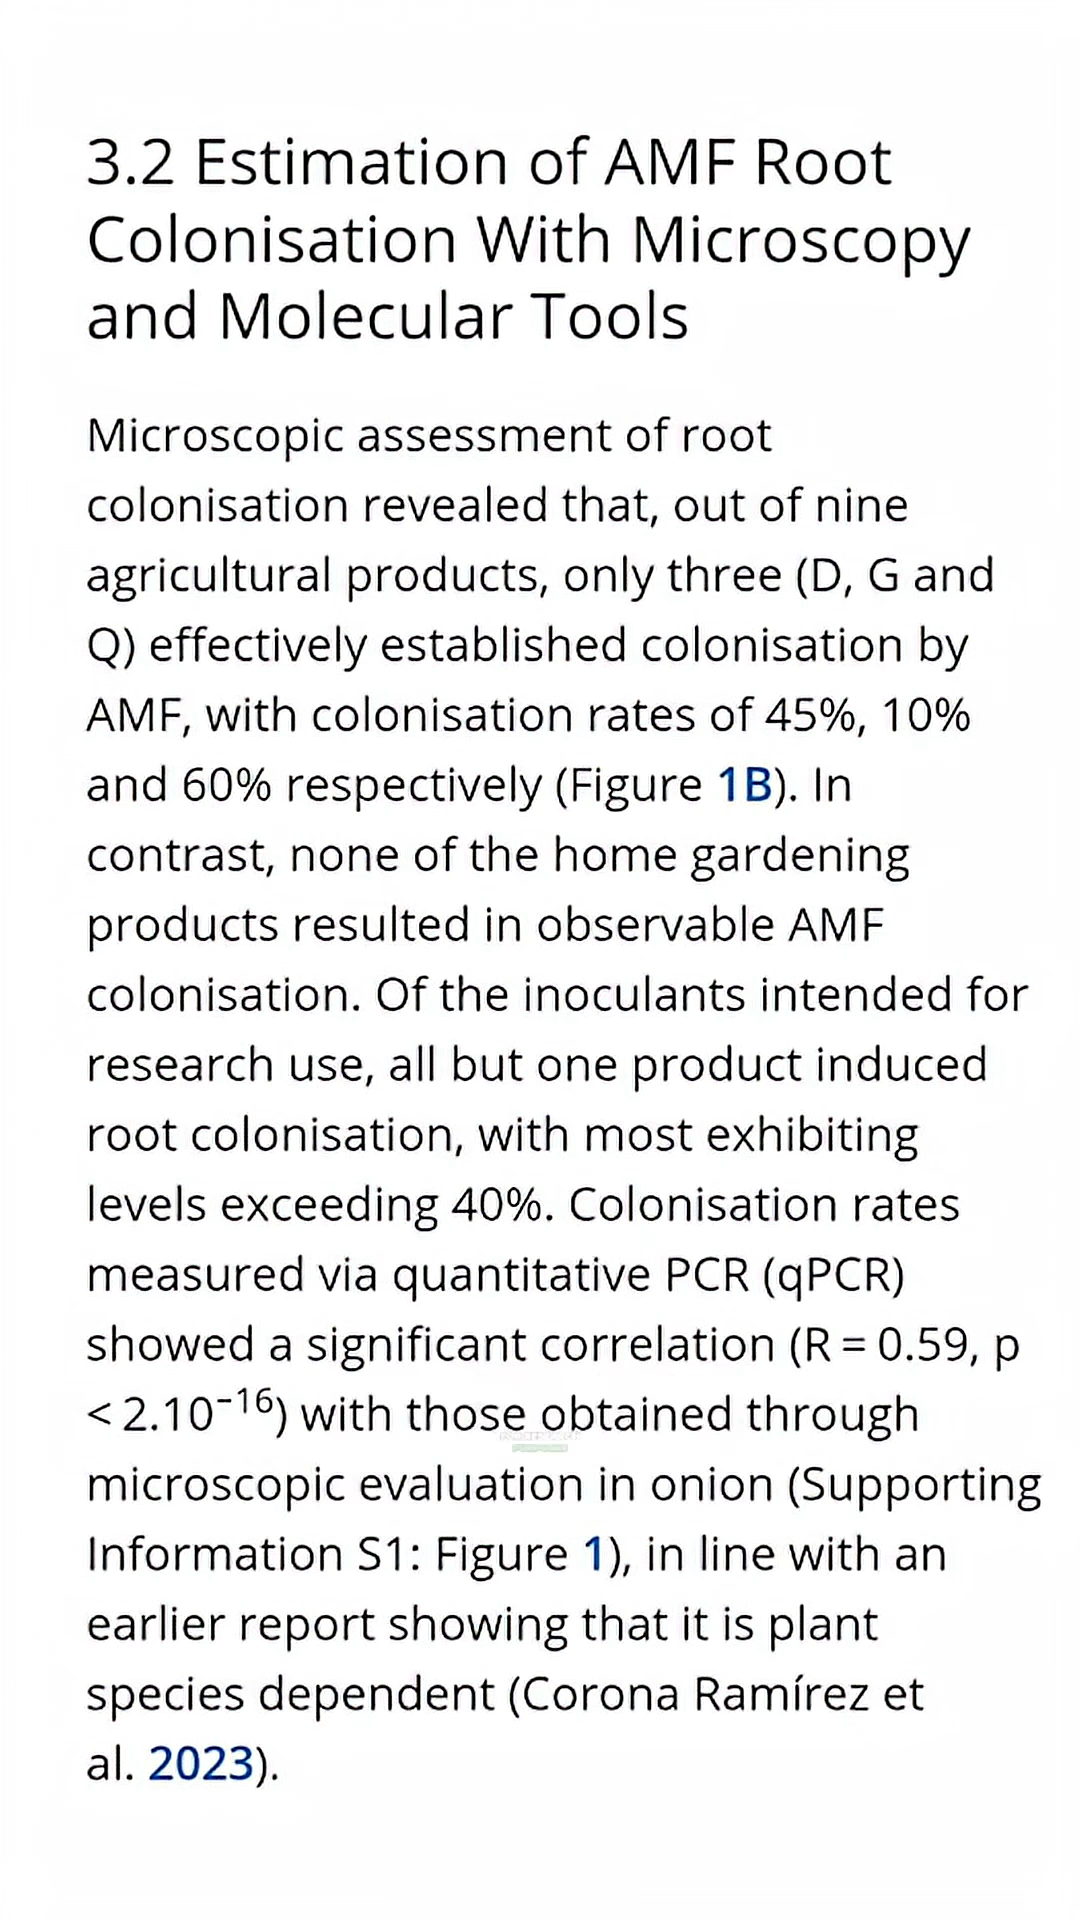 3.2 Estimation of AMF Root
Colonisation With Microscopy
and Molecular Tools
Microscopic assessment of root
colonisation revealed that, out of nine
agricultural products, only three (D, G and
Q) effectively established colonisation by
AMF, with colonisation rates of 45%, 10%
and 60% respectively (Figure 1B). In
contrast, none of the home gardening
products resulted in observable AMF
colonisation. Of the inoculants intended for
research use, all but one product induced
root colonisation, with most exhibiting
levels exceeding 40%. Colonisation rates
measured via quantitative PCR (qPCR)
showed a significant correlation (R = 0.59, p
< 2.10⁻¹⁶) with those obtained through
microscopic evaluation in onion (Supporting
Information S1: Figure 1), in line with an
earlier report showing that it is plant
species dependent (Corona Ramírez et
al. 2023).